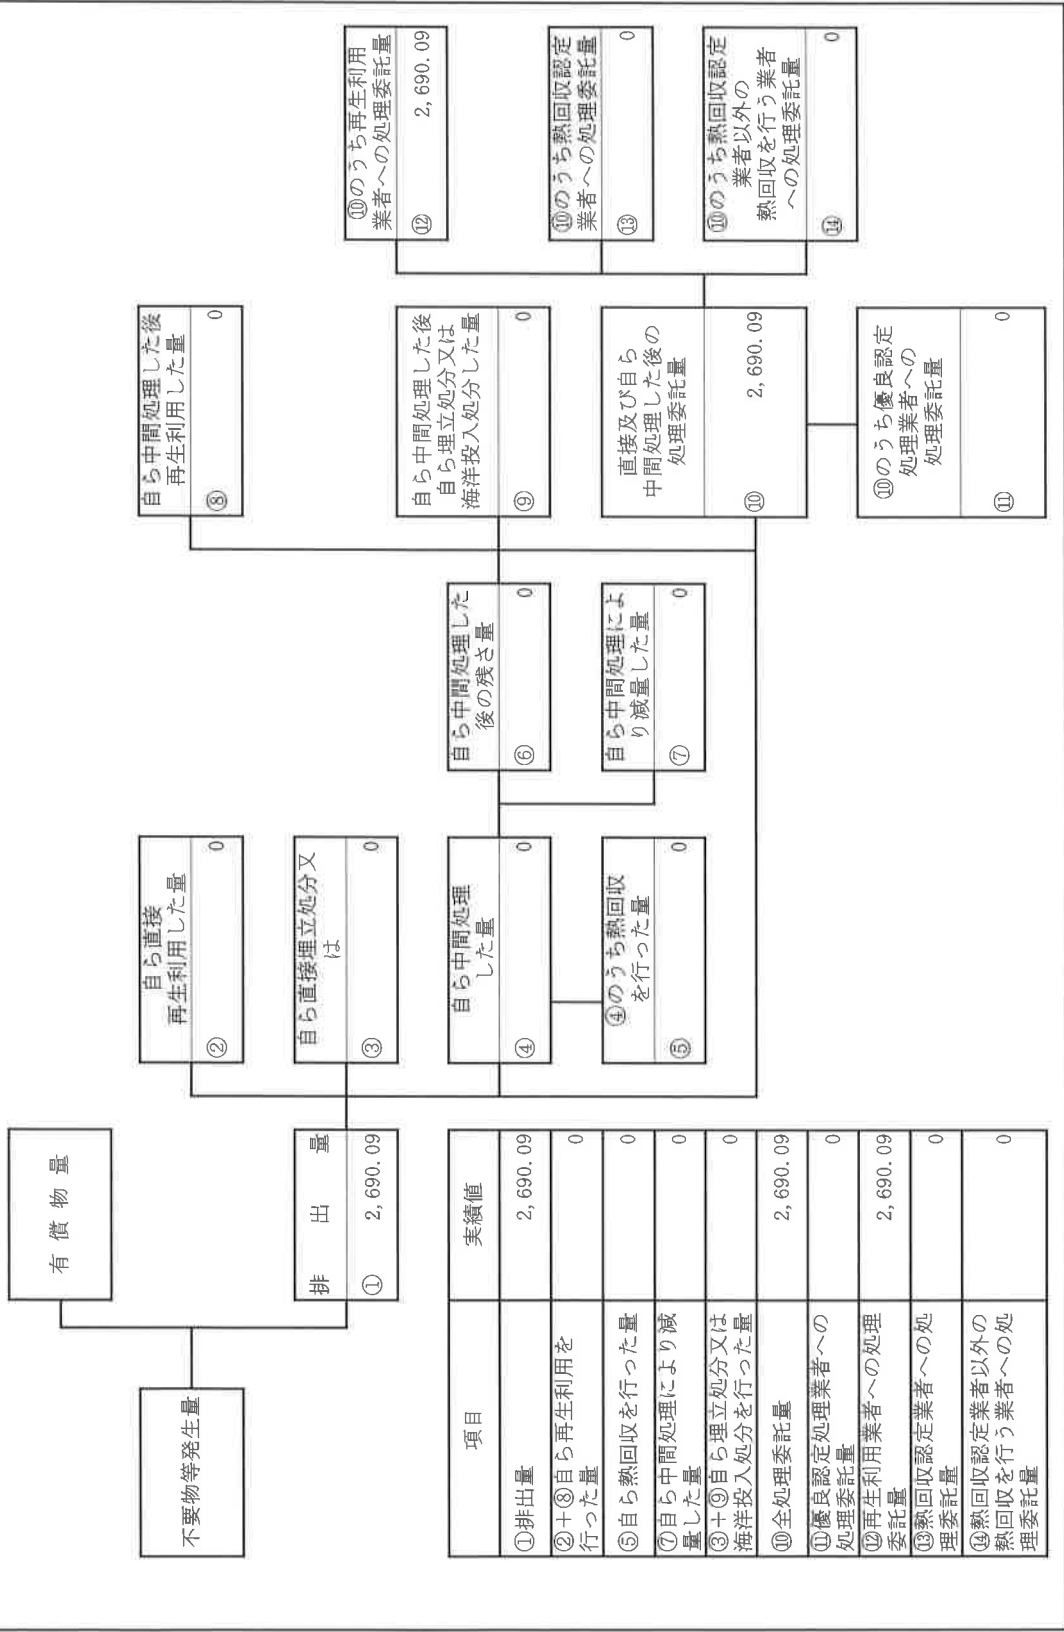 不要物等発生量
有償物量
排出量
① 2,690.09
自ら直接
再生利用した量
② 0
自ら直接埋立処分又
は
③ 0
自ら中間処理
した量
④ 0
④のうち熱回収
を行った量
⑤ 0
自ら中間処理した
後の残さ量
⑥ 0
自ら中間処理によ
り減量した量
⑦ 0
自ら中間処理した後
再生利用した量
⑧ 0
自ら中間処理した後
自ら埋立処分又は
海洋投入処分した量
⑨ 0
直接及び自ら
中間処理した後の
処理委託量
⑩ 2,690.09
⑩のうち優良認定
処理業者への
処理委託量
⑪ 0
⑩のうち再生利用
業者への処理委託量
⑫ 2,690.09
⑩のうち熱回収認定
業者への処理委託量
⑬ 0
⑩のうち熱回収認定
業者以外の
熱回収を行う業者
への処理委託量
⑭ 0
項目 実績値
①排出量 2,690.09
②+⑧自ら再生利用を
行った量 0
⑤自ら熱回収を行った量 0
⑦自ら中間処理により減
量した量 0
③+⑨自ら埋立処分又は
海洋投入処分を行った量 0
⑩全処理委託量 2,690.09
⑪優良認定処理業者への
処理委託量 0
⑫再生利用業者への処理
委託量 2,690.09
⑬熱回収認定業者への処
理委託量 0
⑭熱回収認定業者以外の
熱回収を行う業者への処
理委託量 0